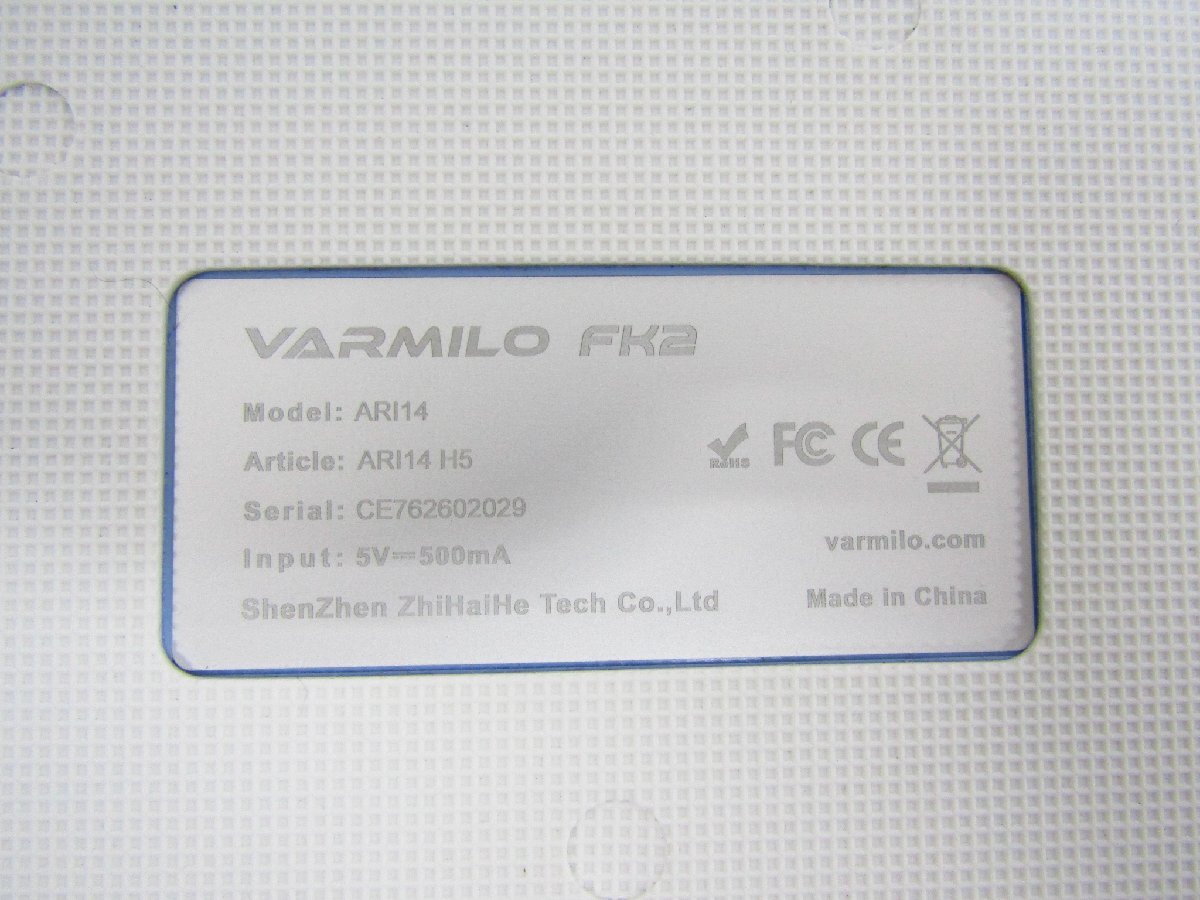 VARMILO FK2
Model: ARI14
Article: ARI14 H5
Serial: CE762602029
Input: 5V⎓500mA
ShenZhen ZhiHaiHe Tech Co.,Ltd
RoHS FC CE
varmilo.com
Made in China